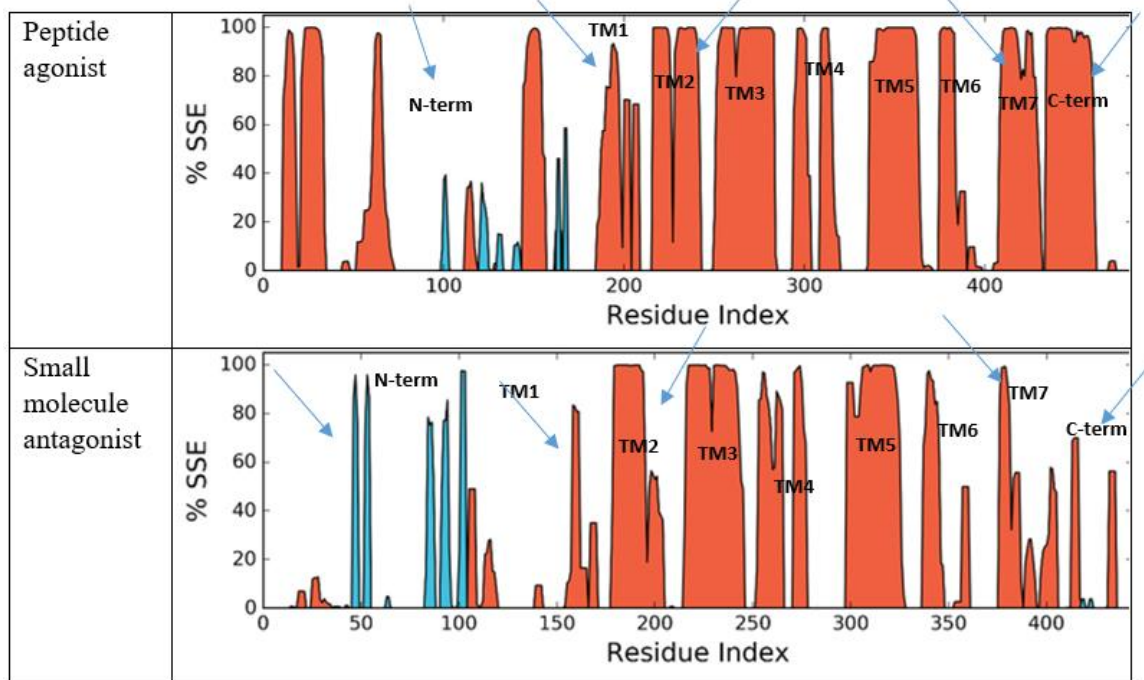 Peptide
agonist
% SSE
100
80
60
40
20
0
N-term
TM1
TM2
TM3
TM4
TM5
TM6
TM7
C-term
0 100 200 300 400
Residue Index
Small
molecule
antagonist
% SSE
100
80
60
40
20
0
N-term
TM1
TM2
TM3
TM4
TM5
TM6
TM7
C-term
0 50 100 150 200 250 300 350 400
Residue Index